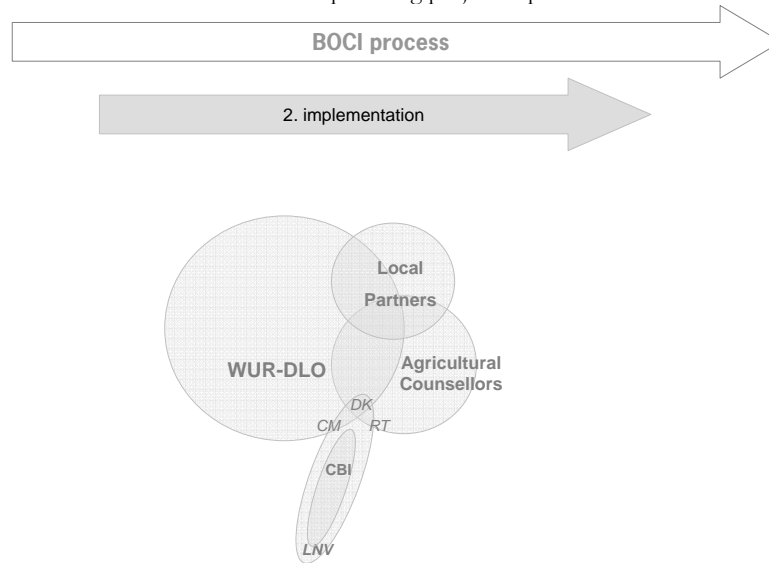 BOCI process
2. implementation
Local
Partners
WUR-DLO
Agricultural
Counsellors
DK
CM RT
CBI
LNV